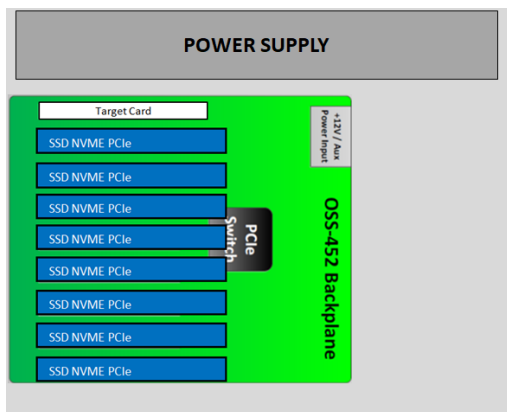 POWER SUPPLY
Target Card
+12V / Aux
Power Input
SSD NVME PCIe
SSD NVME PCIe
SSD NVME PCIe
SSD NVME PCIe
SSD NVME PCIe
SSD NVME PCIe
SSD NVME PCIe
SSD NVME PCIe
PCIe
Switch
OSS-452 Backplane